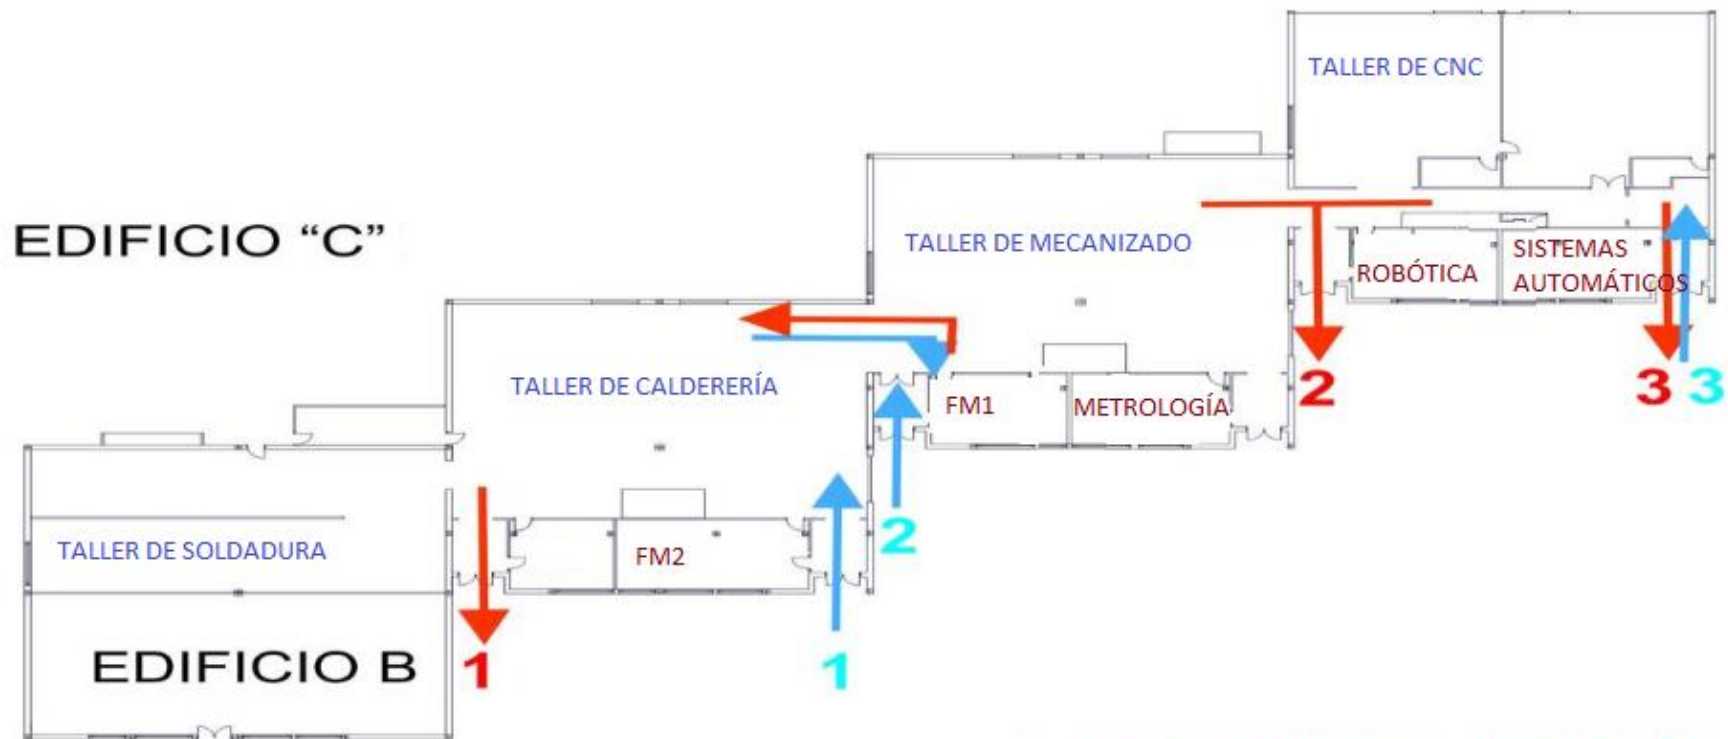 TALLER DE CNC
EDIFICIO “C”
TALLER DE MECANIZADO
ROBÓTICA
SISTEMAS
AUTOMÁTICOS
TALLER DE CALDERERÍA
FM1
METROLOGÍA
2
3
3
TALLER DE SOLDADURA
FM2
2
EDIFICIO B
1
1